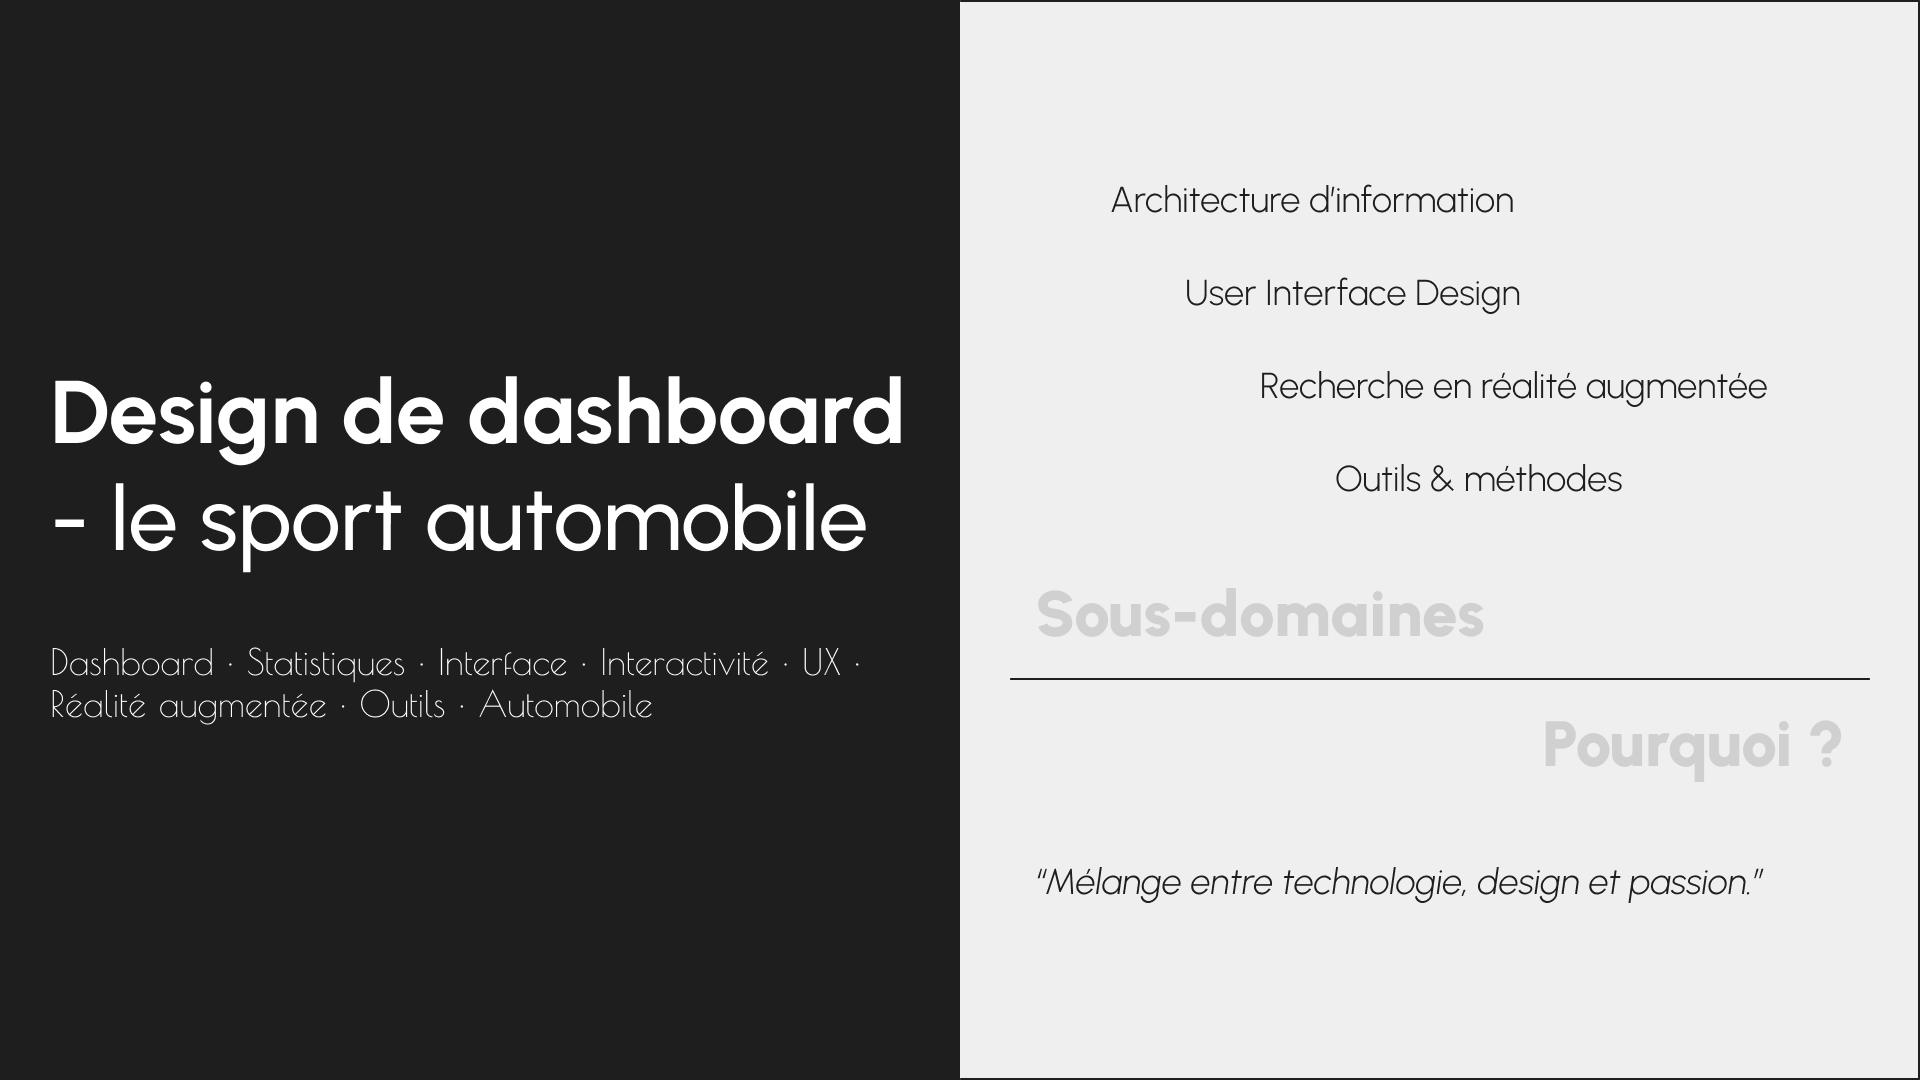 Design de dashboard
- le sport automobile
Dashboard · Statistiques · Interface · Interactivité · UX ·
Réalité augmentée · Outils · Automobile
Architecture d'information
User Interface Design
Recherche en réalité augmentée
Outils & méthodes
Sous-domaines
Pourquoi ?
“Mélange entre technologie, design et passion.”